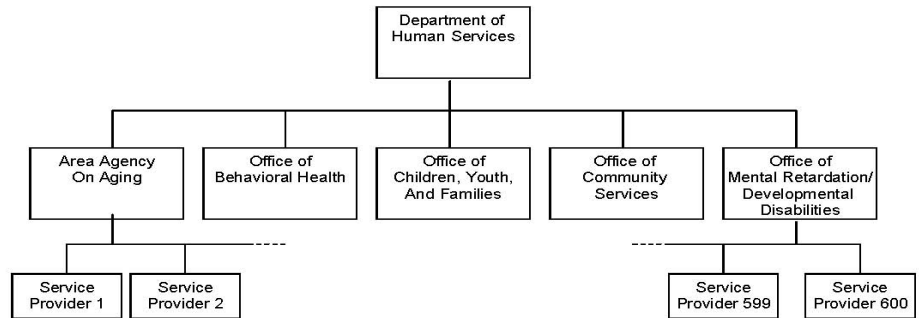 Department of
Human Services
Area Agency
On Aging
Office of
Behavioral Health
Office of
Children, Youth,
And Families
Office of
Community
Services
Office of
Mental Retardation/
Developmental
Disabilities
Service
Provider 1
Service
Provider 2
Service
Provider 599
Service
Provider 600